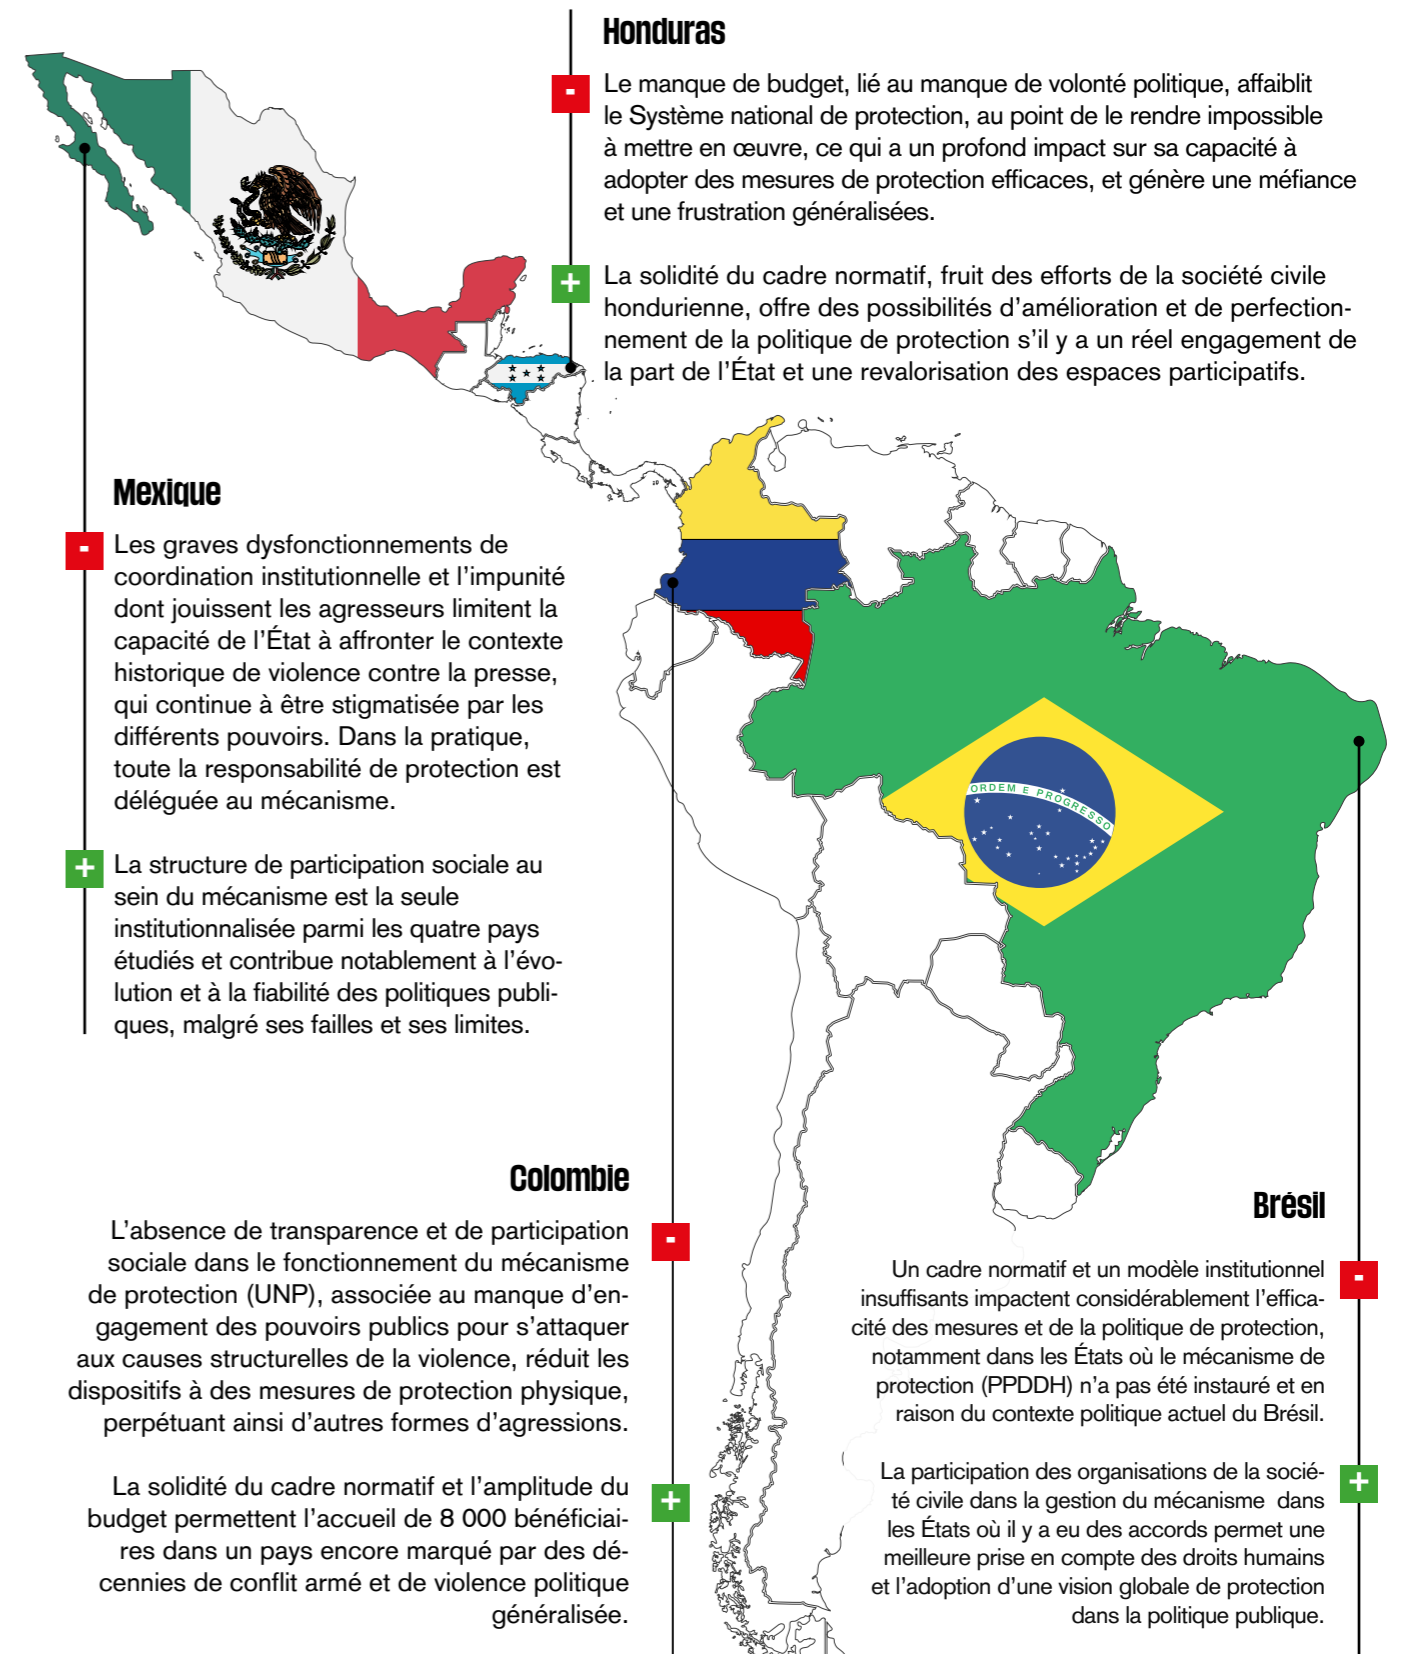 Honduras
-
Le manque de budget, lié au manque de volonté politique, affaiblit
le Système national de protection, au point de le rendre impossible
à mettre en œuvre, ce qui a un profond impact sur sa capacité à
adopter des mesures de protection efficaces, et génère une méfiance
et une frustration généralisées.
+
La solidité du cadre normatif, fruit des efforts de la société civile
hondurienne, offre des possibilités d’amélioration et de perfection-
nement de la politique de protection s’il y a un réel engagement de
la part de l’État et une revalorisation des espaces participatifs.
Mexique
-
Les graves dysfonctionnements de
coordination institutionnelle et l’impunité
dont jouissent les agresseurs limitent la
capacité de l’État à affronter le contexte
historique de violence contre la presse,
qui continue à être stigmatisée par les
différents pouvoirs. Dans la pratique,
toute la responsabilité de protection est
déléguée au mécanisme.
+
La structure de participation sociale au
sein du mécanisme est la seule
institutionnalisée parmi les quatre pays
étudiés et contribue notablement à l’évo-
lution et à la fiabilité des politiques publi-
ques, malgré ses failles et ses limites.
ORDEM E PROGRESSO
Colombie
-
L’absence de transparence et de participation
sociale dans le fonctionnement du mécanisme
de protection (UNP), associée au manque d’en-
gagement des pouvoirs publics pour s’attaquer
aux causes structurelles de la violence, réduit les
dispositifs à des mesures de protection physique,
perpétuant ainsi d’autres formes d’agressions.
+
La solidité du cadre normatif et l’amplitude du
budget permettent l’accueil de 8 000 bénéficiai-
res dans un pays encore marqué par des dé-
cennies de conflit armé et de violence politique
généralisée.
Brésil
-
Un cadre normatif et un modèle institutionnel
insuffisants impactent considérablement l’effica-
cité des mesures et de la politique de protection,
notamment dans les États où le mécanisme de
protection (PPDDH) n’a pas été instauré et en
raison du contexte politique actuel du Brésil.
+
La participation des organisations de la socié-
té civile dans la gestion du mécanisme dans
les États où il y a eu des accords permet une
meilleure prise en compte des droits humains
et l’adoption d’une vision globale de protection
dans la politique publique.